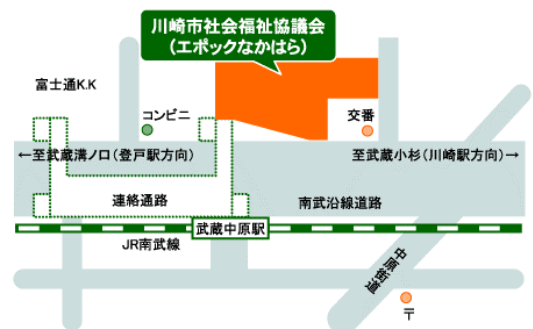 川崎市社会福祉協議会
(エポックなかはら)
富士通K.K
コンビニ
交番
←至武蔵溝ノ口(登戸駅方向)
至武蔵小杉(川崎駅方向)→
連絡通路
南武沿線道路
武蔵中原駅
JR南武線
中原街道
〒